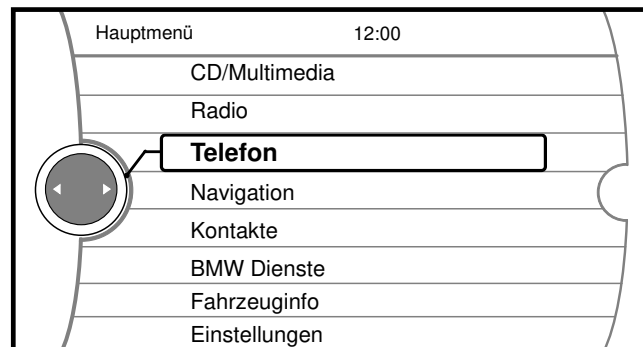 Hauptmenü 12:00
CD/Multimedia
Radio
Telefon
Navigation
Kontakte
BMW Dienste
Fahrzeuginfo
Einstellungen